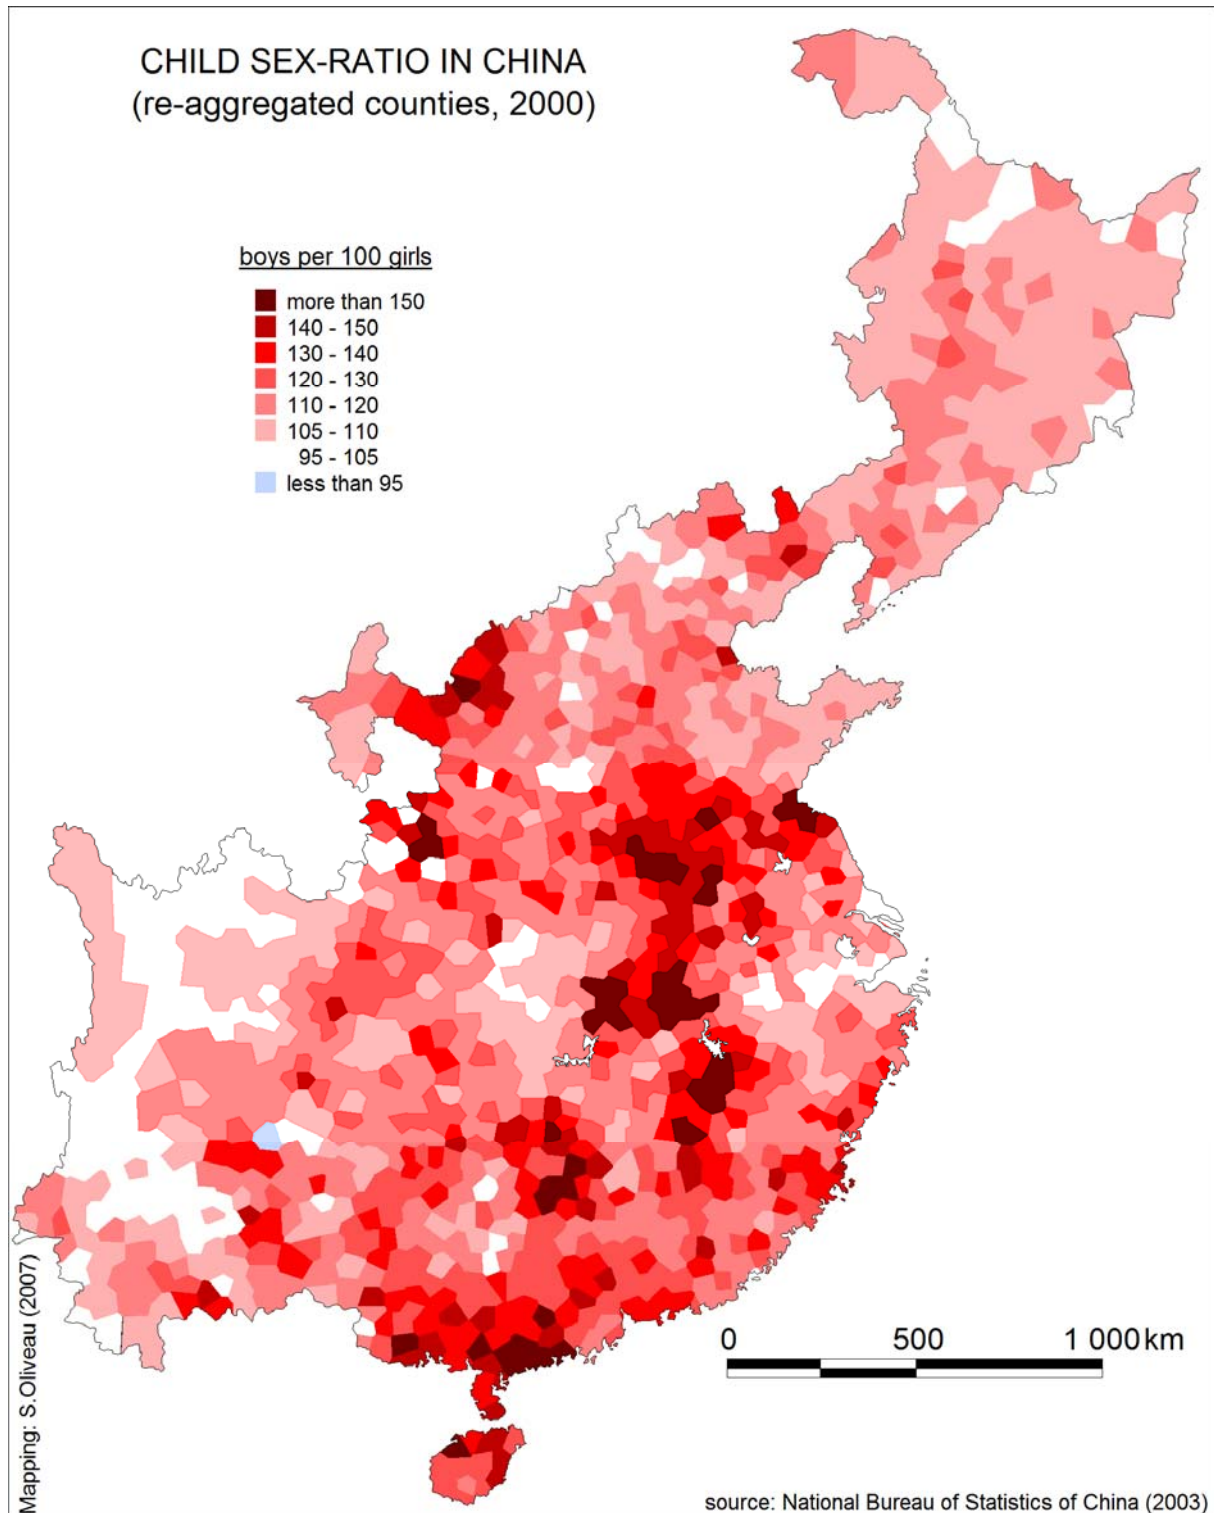 CHILD SEX-RATIO IN CHINA
(re-aggregated counties, 2000)
boys per 100 girls
more than 150
140 - 150
130 - 140
120 - 130
110 - 120
105 - 110
95 - 105
less than 95
0 500 1 000 km
Mapping: S.Oliveau (2007)
source: National Bureau of Statistics of China (2003)